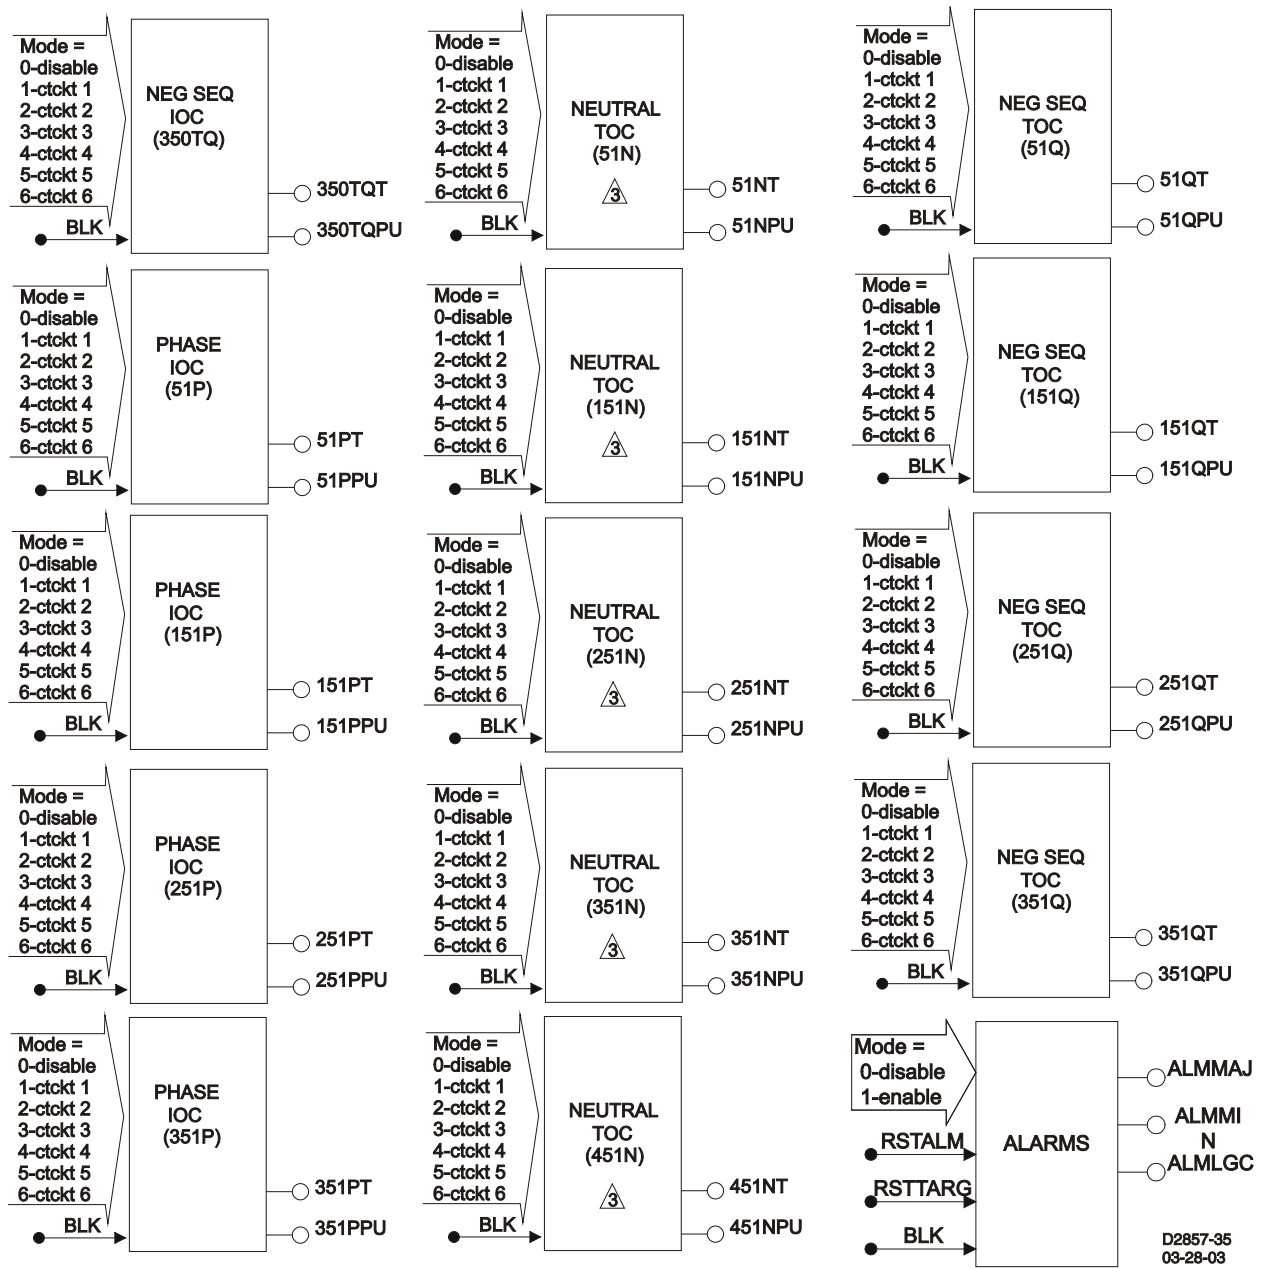 Mode =
0-disable
1-ctckt 1
2-ctckt 2
3-ctckt 3
4-ctckt 4
5-ctckt 5
6-ctckt 6
BLK
NEG SEQ
IOC
(350TQ)
350TQT
350TQPU
Mode =
0-disable
1-ctckt 1
2-ctckt 2
3-ctckt 3
4-ctckt 4
5-ctckt 5
6-ctckt 6
BLK
NEUTRAL
TOC
(51N)
3
51NT
51NPU
Mode =
0-disable
1-ctckt 1
2-ctckt 2
3-ctckt 3
4-ctckt 4
5-ctckt 5
6-ctckt 6
BLK
NEG SEQ
TOC
(51Q)
51QT
51QPU
Mode =
0-disable
1-ctckt 1
2-ctckt 2
3-ctckt 3
4-ctckt 4
5-ctckt 5
6-ctckt 6
BLK
PHASE
IOC
(51P)
51PT
51PPU
Mode =
0-disable
1-ctckt 1
2-ctckt 2
3-ctckt 3
4-ctckt 4
5-ctckt 5
6-ctckt 6
BLK
NEUTRAL
TOC
(151N)
3
151NT
151NPU
Mode =
0-disable
1-ctckt 1
2-ctckt 2
3-ctckt 3
4-ctckt 4
5-ctckt 5
6-ctckt 6
BLK
NEG SEQ
TOC
(151Q)
151QT
151QPU
Mode =
0-disable
1-ctckt 1
2-ctckt 2
3-ctckt 3
4-ctckt 4
5-ctckt 5
6-ctckt 6
BLK
PHASE
IOC
(151P)
151PT
151PPU
Mode =
0-disable
1-ctckt 1
2-ctckt 2
3-ctckt 3
4-ctckt 4
5-ctckt 5
6-ctckt 6
BLK
NEUTRAL
TOC
(251N)
3
251NT
251NPU
Mode =
0-disable
1-ctckt 1
2-ctckt 2
3-ctckt 3
4-ctckt 4
5-ctckt 5
6-ctckt 6
BLK
NEG SEQ
TOC
(251Q)
251QT
251QPU
Mode =
0-disable
1-ctckt 1
2-ctckt 2
3-ctckt 3
4-ctckt 4
5-ctckt 5
6-ctckt 6
BLK
PHASE
IOC
(251P)
251PT
251PPU
Mode =
0-disable
1-ctckt 1
2-ctckt 2
3-ctckt 3
4-ctckt 4
5-ctckt 5
6-ctckt 6
BLK
NEUTRAL
TOC
(351N)
3
351NT
351NPU
Mode =
0-disable
1-ctckt 1
2-ctckt 2
3-ctckt 3
4-ctckt 4
5-ctckt 5
6-ctckt 6
BLK
NEG SEQ
TOC
(351Q)
351QT
351QPU
Mode =
0-disable
1-ctckt 1
2-ctckt 2
3-ctckt 3
4-ctckt 4
5-ctckt 5
6-ctckt 6
BLK
PHASE
IOC
(351P)
351PT
351PPU
Mode =
0-disable
1-ctckt 1
2-ctckt 2
3-ctckt 3
4-ctckt 4
5-ctckt 5
6-ctckt 6
BLK
NEUTRAL
TOC
(451N)
3
451NT
451NPU
Mode =
0-disable
1-enable
RSTALM
RSTTARG
BLK
ALARMS
ALMMAJ
ALMMI
N
ALMLGC
D2857-35
03-28-03